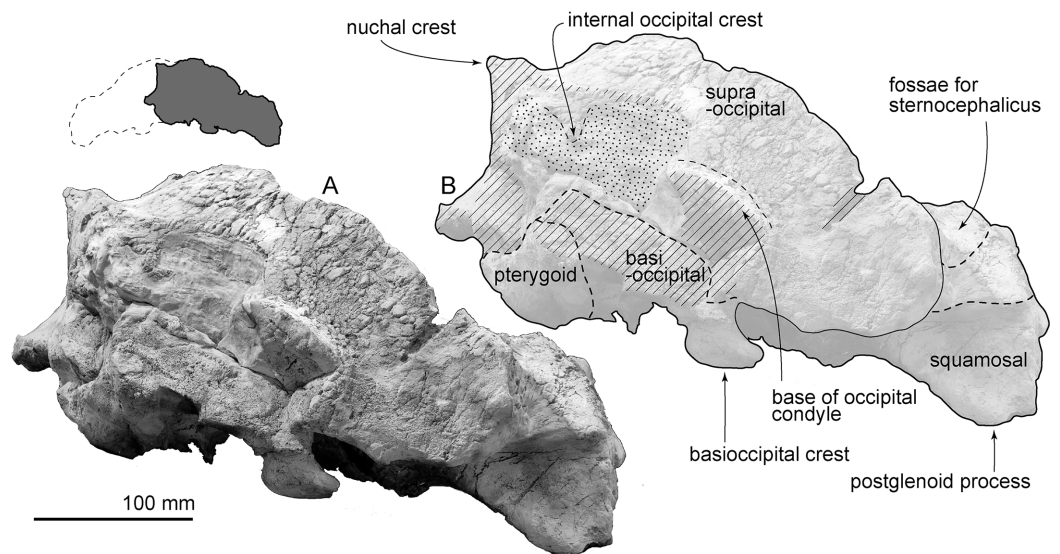 nuchal crest
internal occipital crest
supra
-occipital
fossae for
sternocephalicus
A
B
pterygoid
basi
-occipital
squamosal
base of occipital
condyle
basioccipital crest
postglenoid process
100 mm